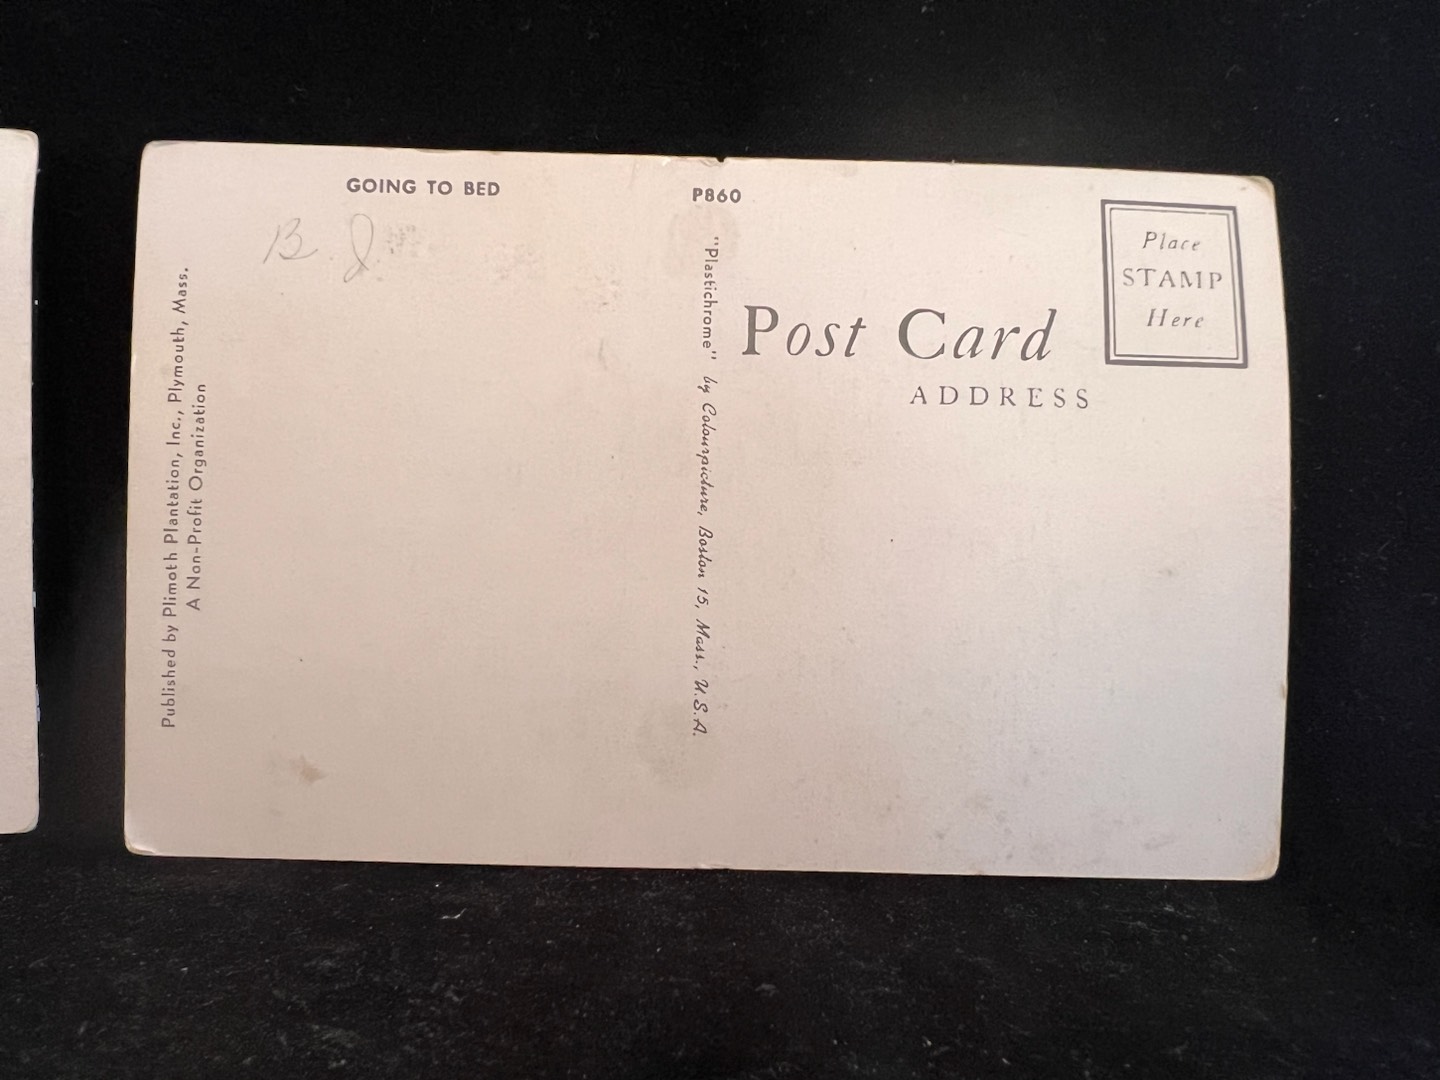 GOING TO BED
P860
B. J.
Published by Plimoth Plantation, Inc., Plymouth, Mass.
A Non-Profit Organization
"Plastichrome" by Colourpicture, Boston 15, Mass., U.S.A.
Post Card
ADDRESS
Place
STAMP
Here